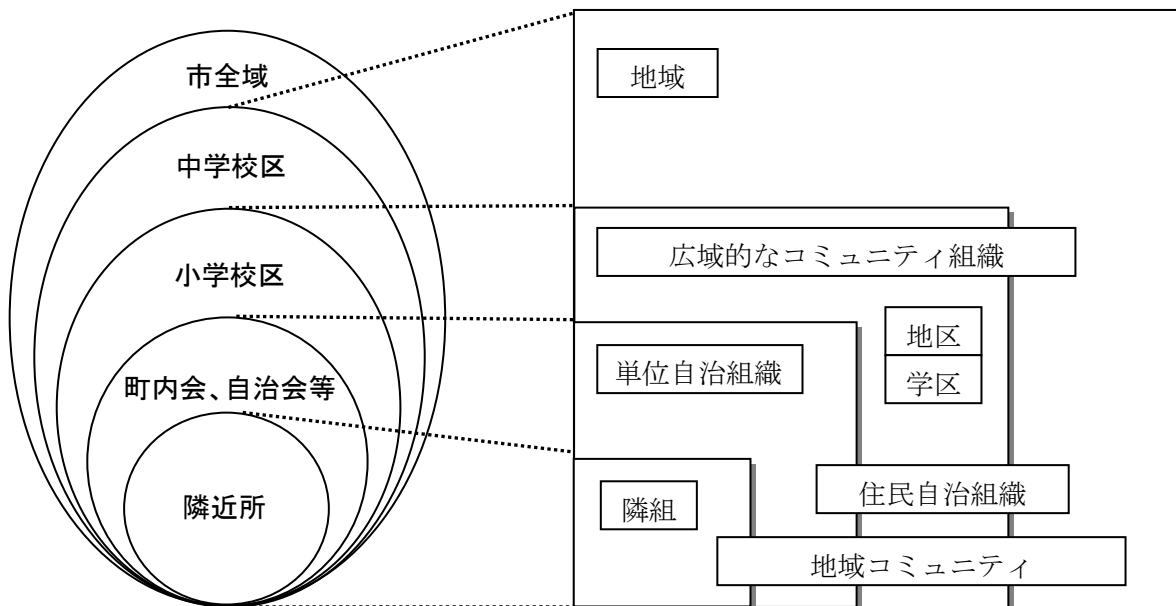 市全域
中学校区
小学校区
町内会、自治会等
隣近所
地域
広域的なコミュニティ組織
地区
学区
単位自治組織
住民自治組織
隣組
地域コミュニティ